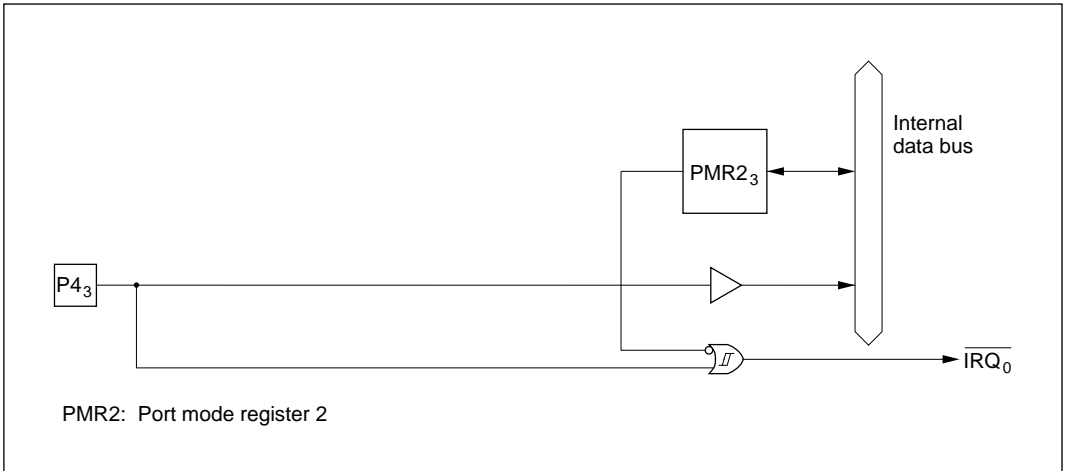 Internal
data bus
PMR2₃
P4₃
IRQ₀
PMR2: Port mode register 2